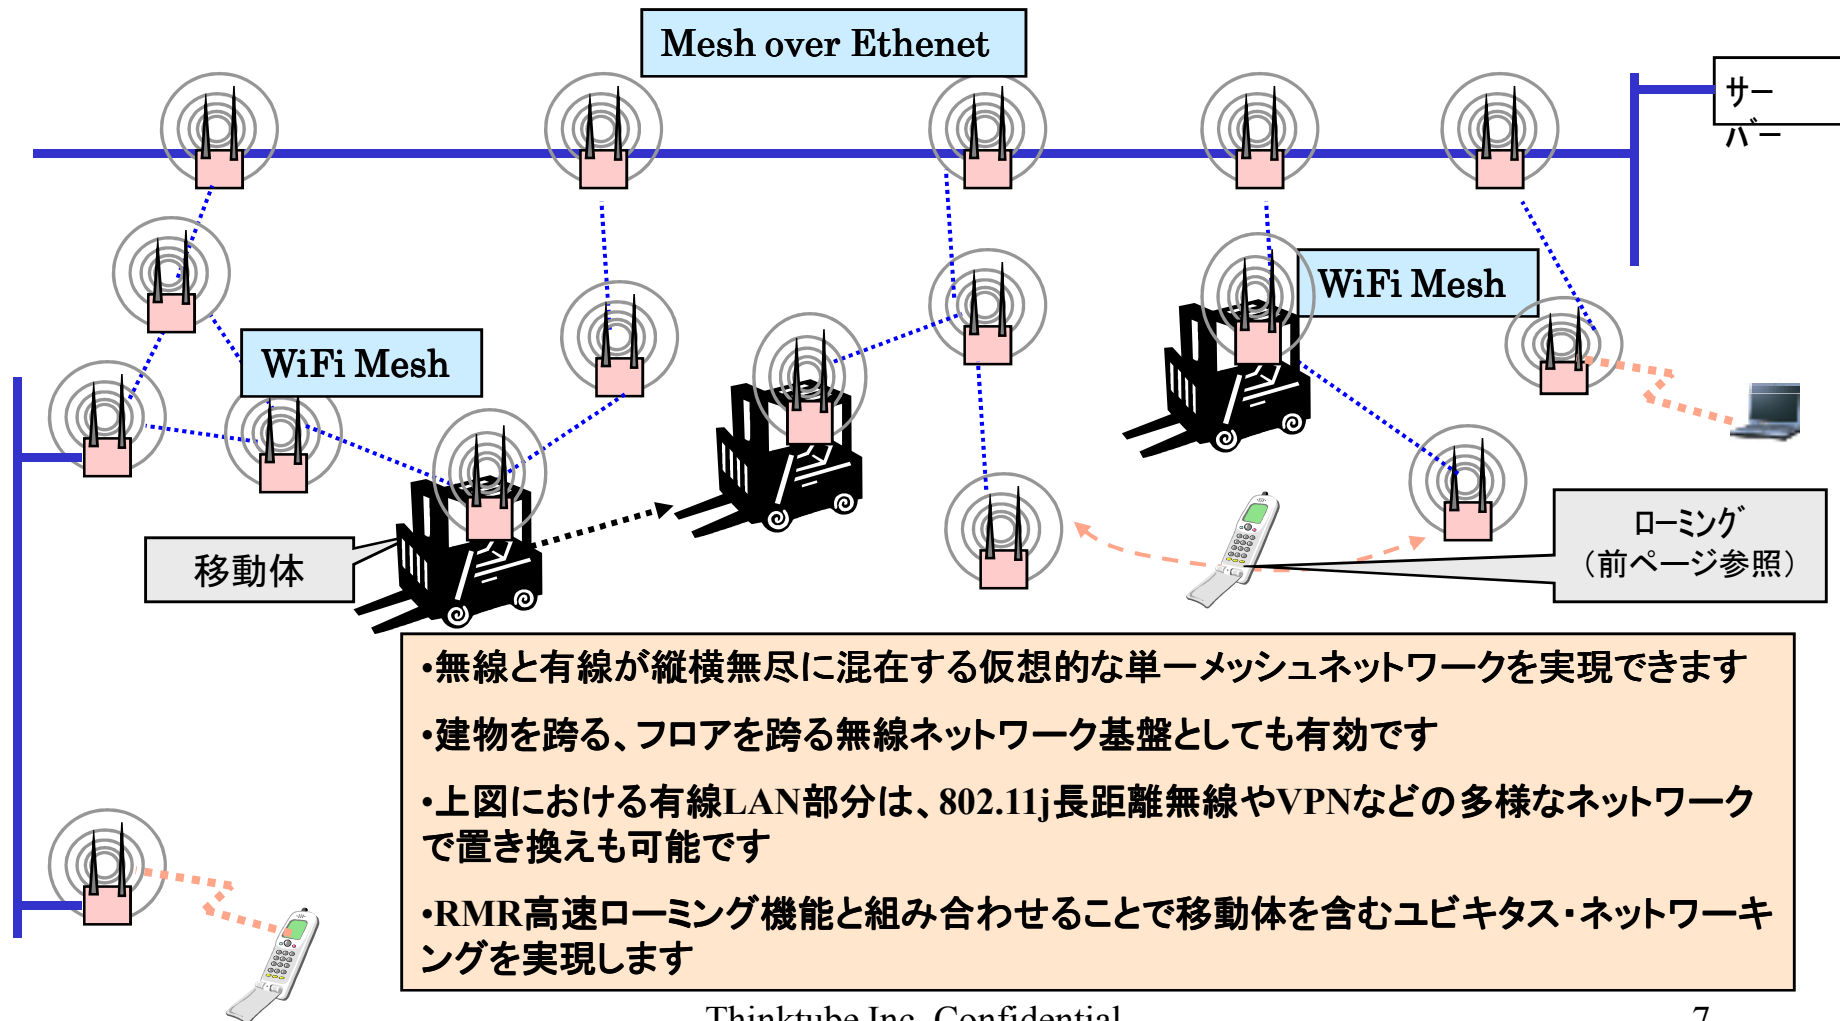 Mesh over Ethenet
サー
バー
WiFi Mesh
WiFi Mesh
移動体
ローミング
（前ページ参照）
•無線と有線が縦横無尽に混在する仮想的な単一メッシュネットワークを実現できます
•建物を跨る、フロアを跨る無線ネットワーク基盤としても有効です
•上図における有線LAN部分は、802.11j長距離無線やVPNなどの多様なネットワーク
で置き換えも可能です
•RMR高速ローミング機能と組み合わせることで移動体を含むユビキタス・ネットワーキ
ングを実現します
Thinktube Inc. Confidential
7